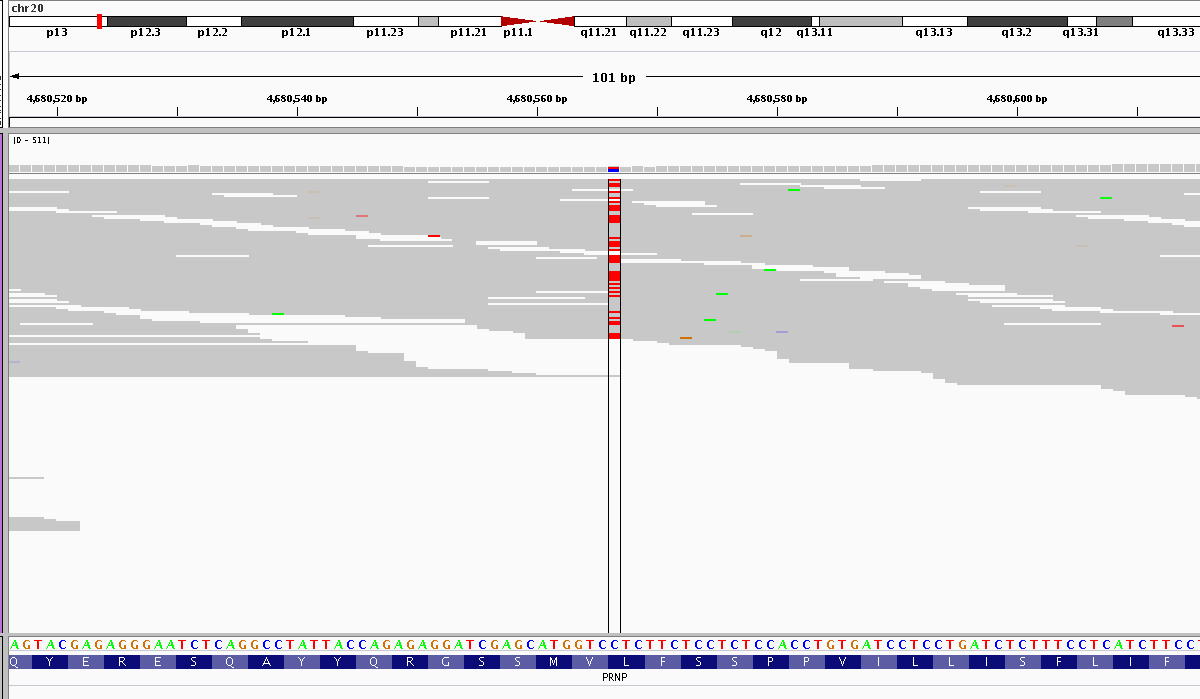 chr20
p13 p12.3 p12.2 p12.1 p11.23 p11.21 p11.1 q11.21 q11.22 q11.23 q12 q13.11 q13.13 q13.2 q13.31 q13.33
101 bp
4,680,520 bp 4,680,540 bp 4,680,560 bp 4,680,580 bp 4,680,600 bp
[0 - 511]
AGTACGAGAGGGAATCTCAGGCCTATTACCAGAGAGGATCGAGCATGGTCCTCTTCTCCTCTCCACCTGTGATCCTCCTGATCTCTTTCCTCATCTTCCT
Q Y E R E S Q A Y Y Q R G S S M V L F S S P P V I L L I S F L I F
PRNP